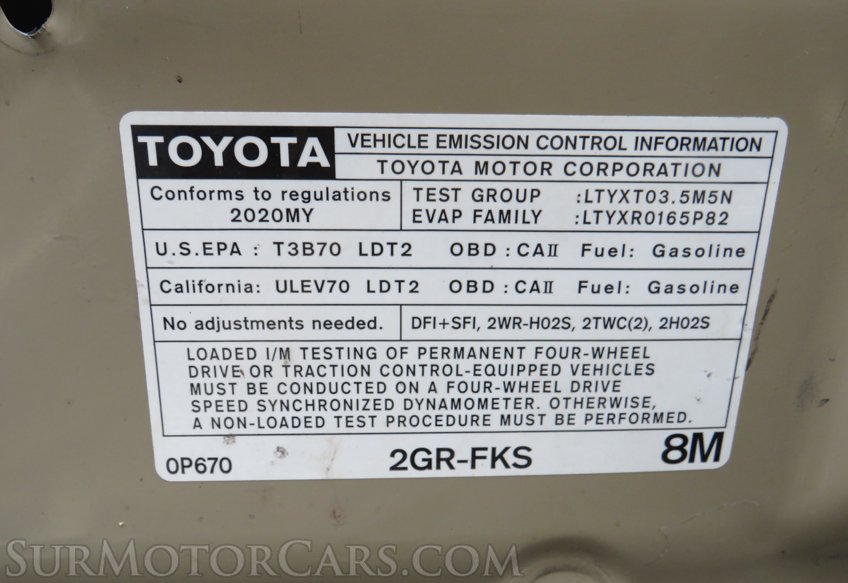 TOYOTA
VEHICLE EMISSION CONTROL INFORMATION
TOYOTA MOTOR CORPORATION
Conforms to regulations
2020MY
TEST GROUP :LTYXT03.5M5N
EVAP FAMILY :LTYXR0165P82
U.S.EPA : T3B70 LDT2 OBD : CAII Fuel: Gasoline
California: ULEV70 LDT2 OBD : CAII Fuel: Gasoline
No adjustments needed.
DFI+SFI, 2WR-HO2S, 2TWC(2), 2HO2S
LOADED I/M TESTING OF PERMANENT FOUR-WHEEL
DRIVE OR TRACTION CONTROL-EQUIPPED VEHICLES
MUST BE CONDUCTED ON A FOUR-WHEEL DRIVE
SPEED SYNCHRONIZED DYNAMOMETER. OTHERWISE,
A NON-LOADED TEST PROCEDURE MUST BE PERFORMED.
0P670 2GR-FKS 8M
SURMOTORCARS.COM